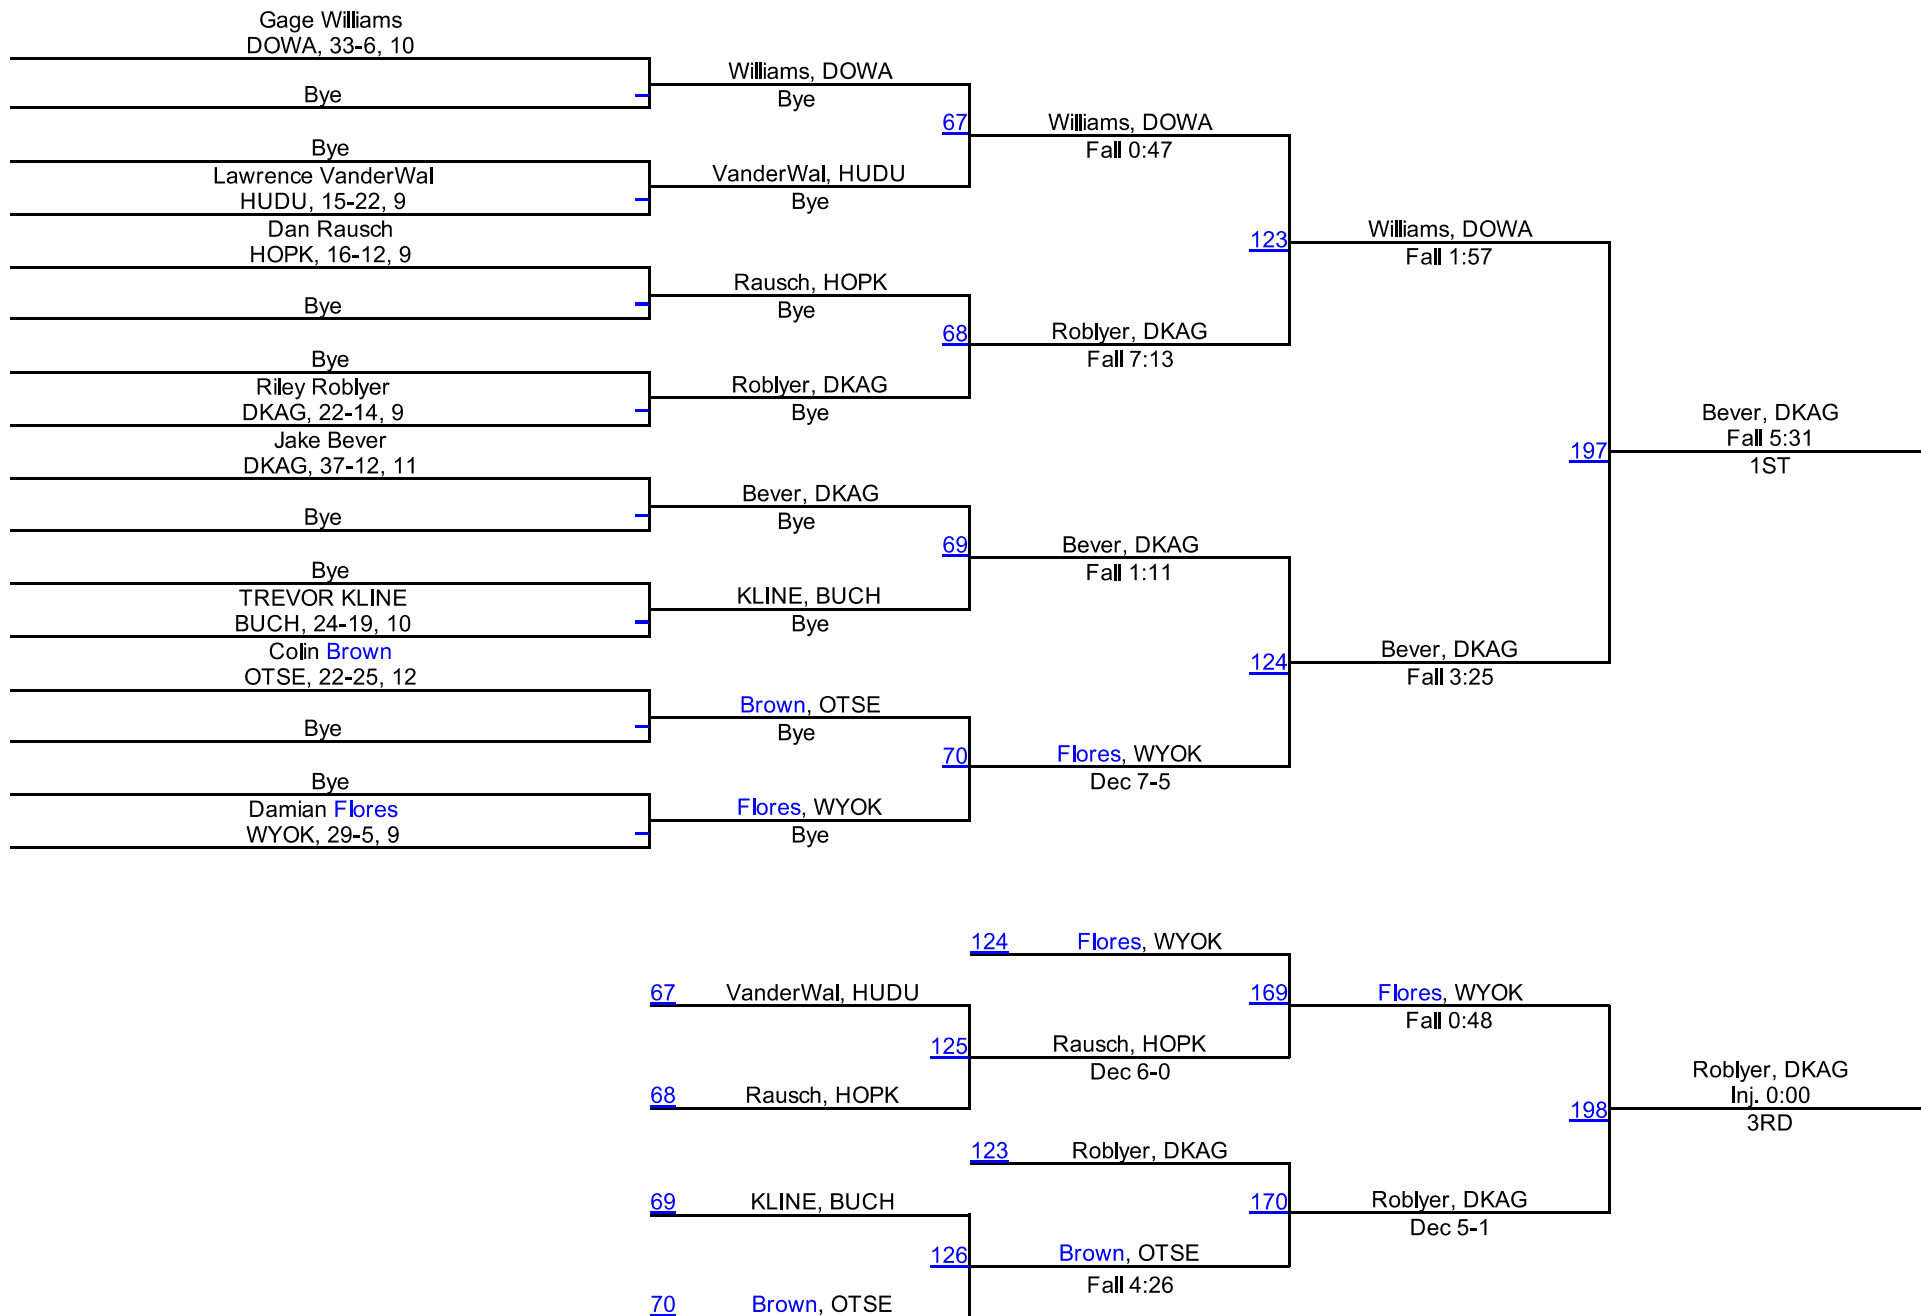 Gage Williams
DOWA, 33-6, 10
Bye
Williams, DOWA
Bye
Bye
Lawrence VanderWal
HUDU, 15-22, 9
VanderWal, HUDU
Bye
67
Williams, DOWA
Fall 0:47
Dan Rausch
HOPK, 16-12, 9
Bye
Rausch, HOPK
Bye
Bye
Riley Roblyer
DKAG, 22-14, 9
Roblyer, DKAG
Bye
68
Roblyer, DKAG
Fall 7:13
123
Williams, DOWA
Fall 1:57
Jake Bever
DKAG, 37-12, 11
Bye
Bever, DKAG
Bye
Bye
TREVOR KLINE
BUCH, 24-19, 10
KLINE, BUCH
Bye
69
Bever, DKAG
Fall 1:11
Colin Brown
OTSE, 22-25, 12
Bye
Brown, OTSE
Bye
Bye
Damian Flores
WYOK, 29-5, 9
Flores, WYOK
Bye
70
Flores, WYOK
Dec 7-5
124
Bever, DKAG
Fall 3:25
197
Bever, DKAG
Fall 5:31
1ST
124
Flores, WYOK
67
VanderWal, HUDU
68
Rausch, HOPK
125
Rausch, HOPK
Dec 6-0
169
Flores, WYOK
Fall 0:48
123
Roblyer, DKAG
69
KLINE, BUCH
70
Brown, OTSE
126
Brown, OTSE
Fall 4:26
170
Roblyer, DKAG
Dec 5-1
198
Roblyer, DKAG
Inj. 0:00
3RD